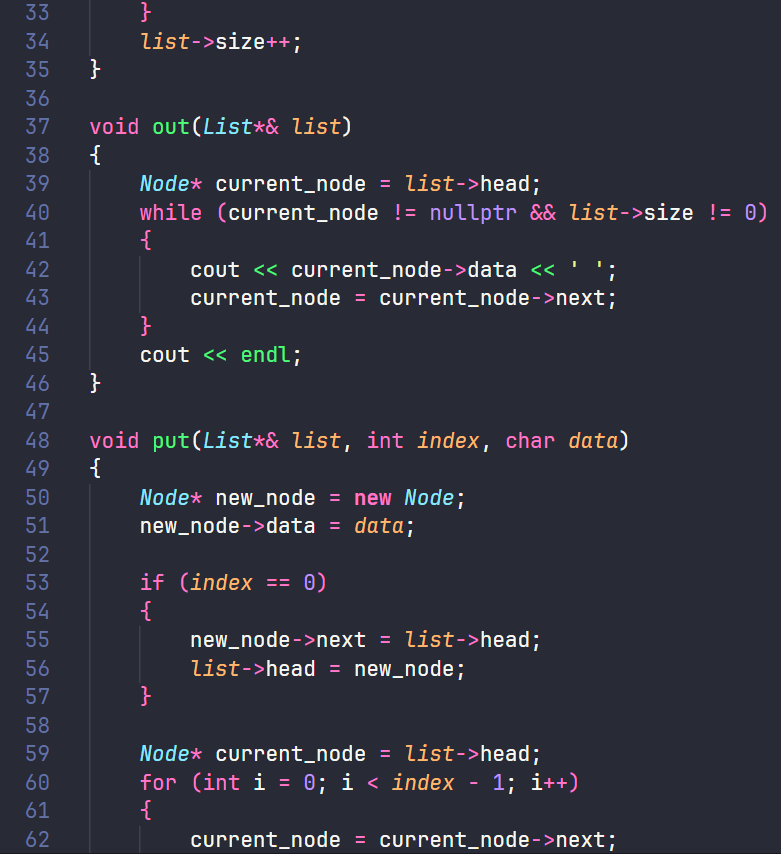 33 }
34 list->size++;
35 }
36
37 void out(List*& list)
38 {
39 Node* current_node = list->head;
40 while (current_node != nullptr && list->size != 0)
41 {
42 cout << current_node->data << ' ';
43 current_node = current_node->next;
44 }
45 cout << endl;
46 }
47
48 void put(List*& list, int index, char data)
49 {
50 Node* new_node = new Node;
51 new_node->data = data;
52
53 if (index == 0)
54 {
55 new_node->next = list->head;
56 list->head = new_node;
57 }
58
59 Node* current_node = list->head;
60 for (int i = 0; i < index - 1; i++)
61 {
62 current_node = current_node->next;